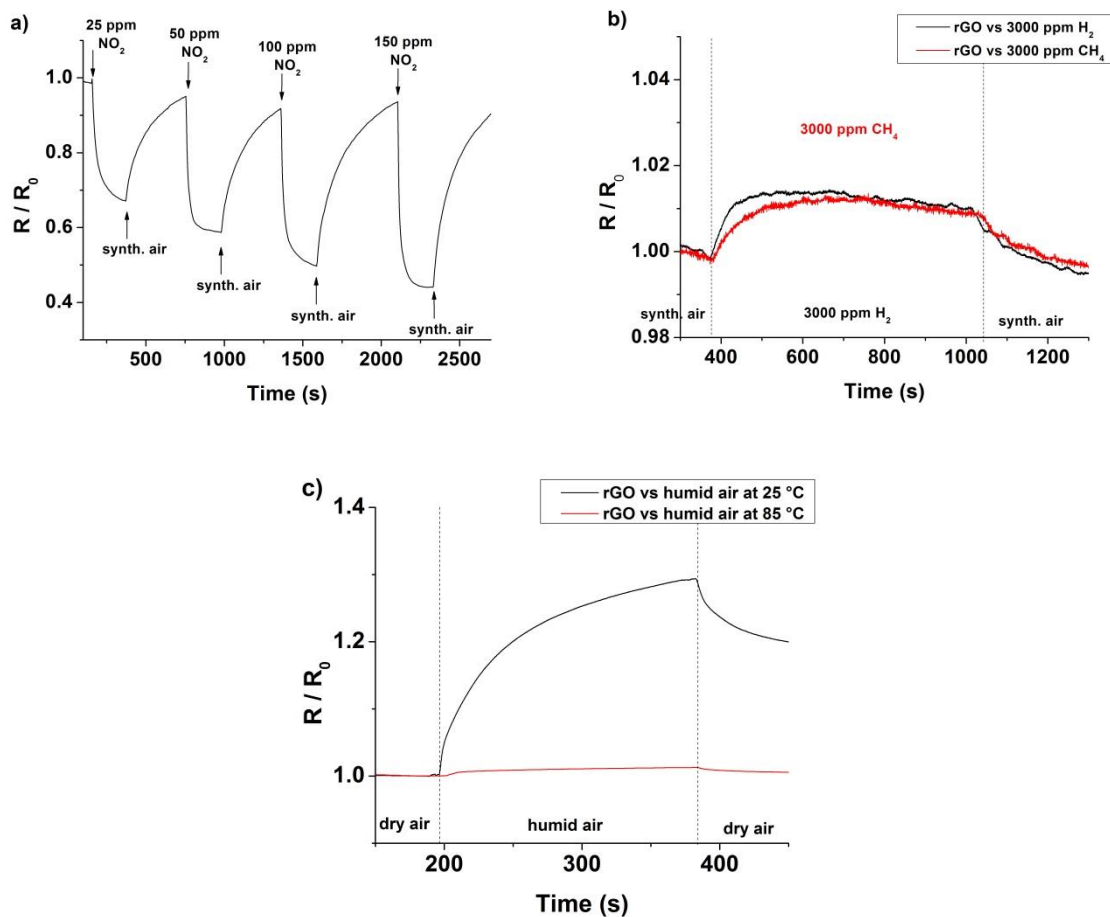 a)
25 ppm
NO2
50 ppm
NO2
100 ppm
NO2
150 ppm
NO2
1.0
0.8
0.6
0.4
R / R0
synth. air
synth. air
synth. air
synth. air
500 1000 1500 2000 2500
Time (s)
b)
rGO vs 3000 ppm H2
rGO vs 3000 ppm CH4
1.04
1.02
1.00
0.98
R / R0
3000 ppm CH4
synth. air
3000 ppm H2
synth. air
400 600 800 1000 1200
Time (s)
c)
rGO vs humid air at 25 °C
rGO vs humid air at 85 °C
1.4
1.2
1.0
R / R0
dry air
humid air
dry air
200 300 400
Time (s)